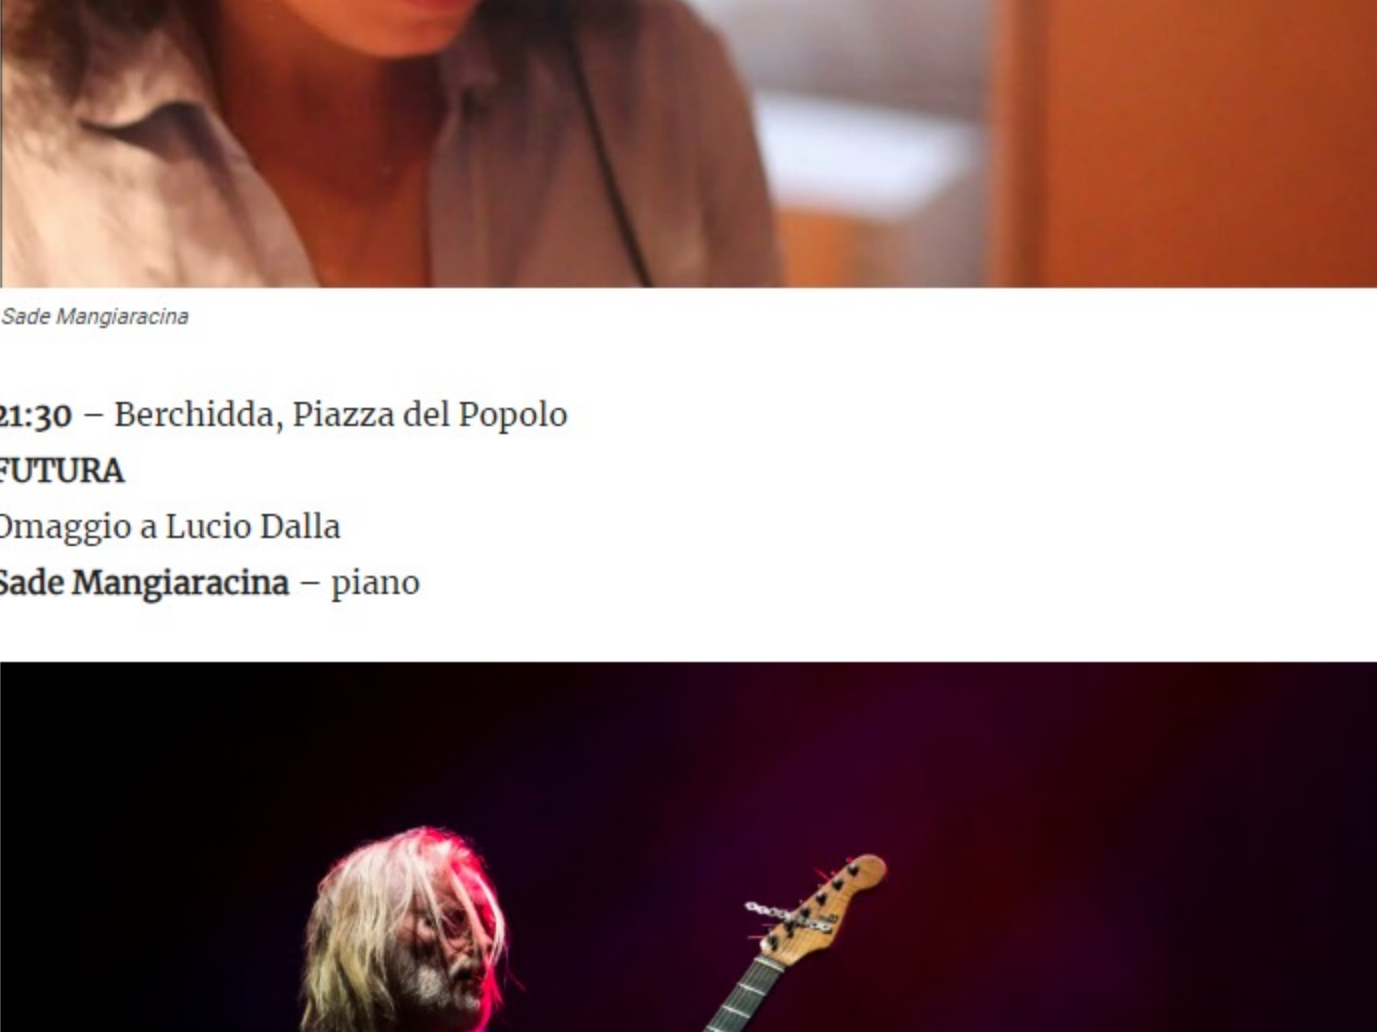 Sade Mangiaracina
21:30 – Berchidda, Piazza del Popolo
FUTURA
Omaggio a Lucio Dalla
Sade Mangiaracina – piano